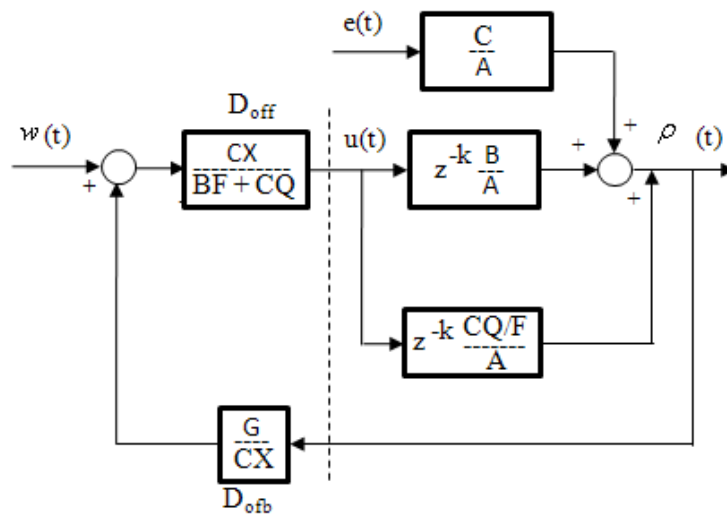 e(t)
C
A
D_off
w (t)
+
CX
BF + CQ
u(t)
z^-k B
A
+
+
+
ρ (t)
z^-k CQ/F
A
G
CX
D_ofb